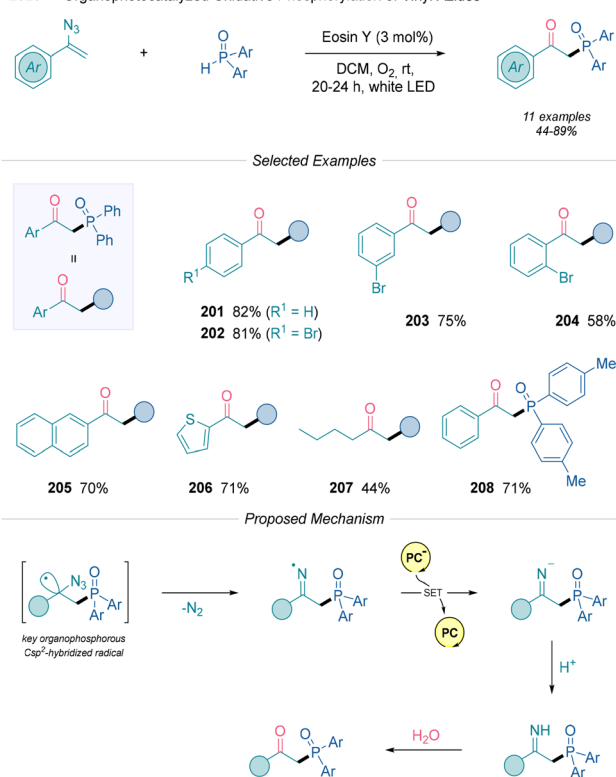 Organophotocatalyzed Oxidative Phosphorylation of Vinyl Azides
N3
Ar
+
O
H P Ar
Ar
Eosin Y (3 mol%)
DCM, O2, rt,
20-24 h, white LED
O O
Ar P Ar
Ar
11 examples
44-89%
Selected Examples
O O
Ar P Ph
Ph
=
O
Ar
O
R1
201 82% (R1 = H)
202 81% (R1 = Br)
O
Br
203 75%
O
Br
204 58%
O
205 70%
S O
206 71%
O
207 44%
O O
P
Me
Me
208 71%
Proposed Mechanism
N3 O
P Ar
Ar
key organophosphorous
Csp2-hybridized radical
-N2
N• O
P Ar
Ar
PC•-
SET
PC
N- O
P Ar
Ar
H+
NH O
P Ar
Ar
H2O
O O
P Ar
Ar